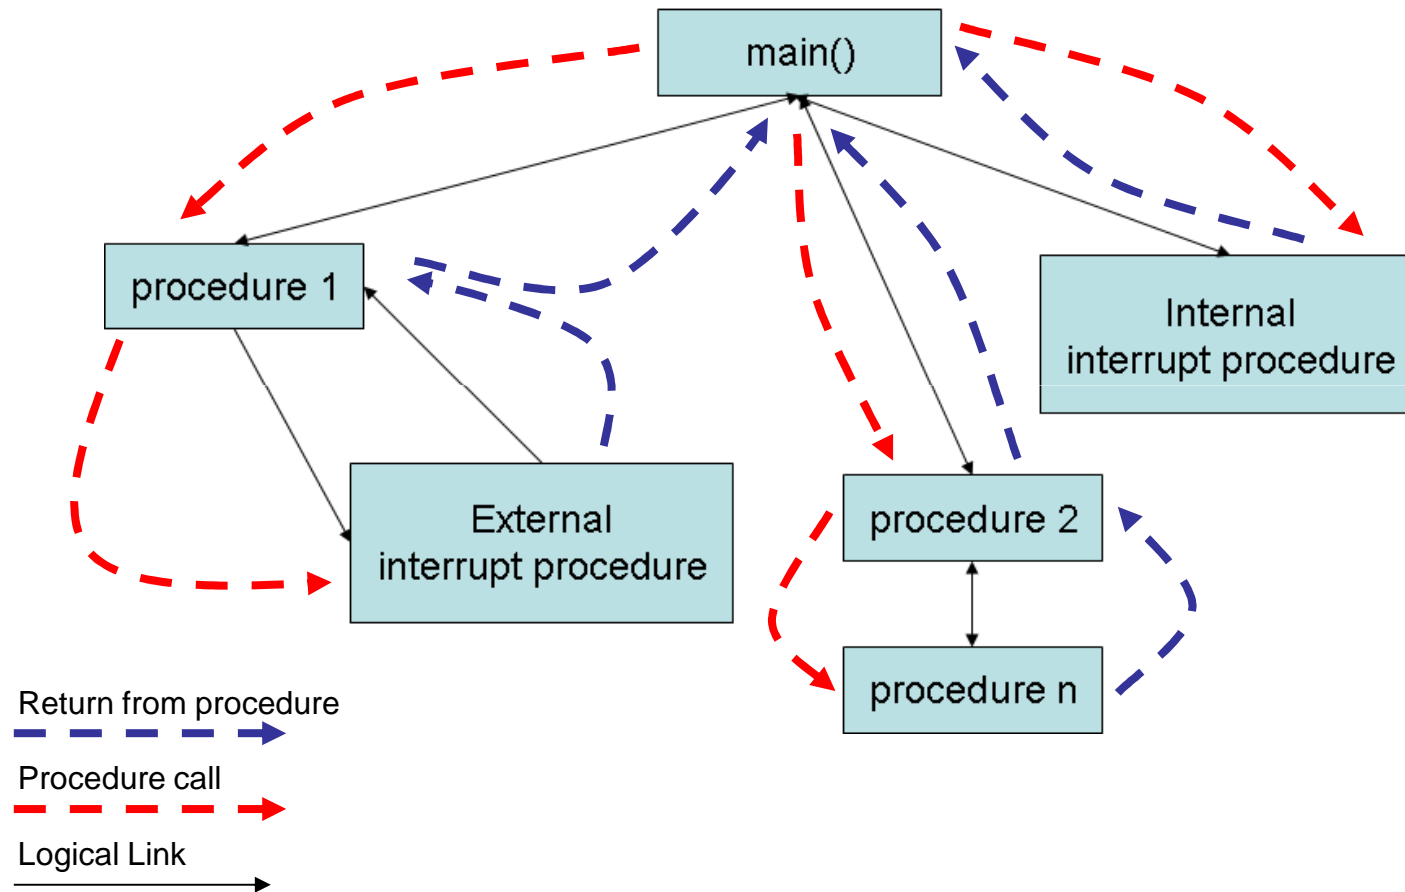 main()
procedure 1
Internal
interrupt procedure
External
interrupt procedure
procedure 2
procedure n
Return from procedure
Procedure call
Logical Link